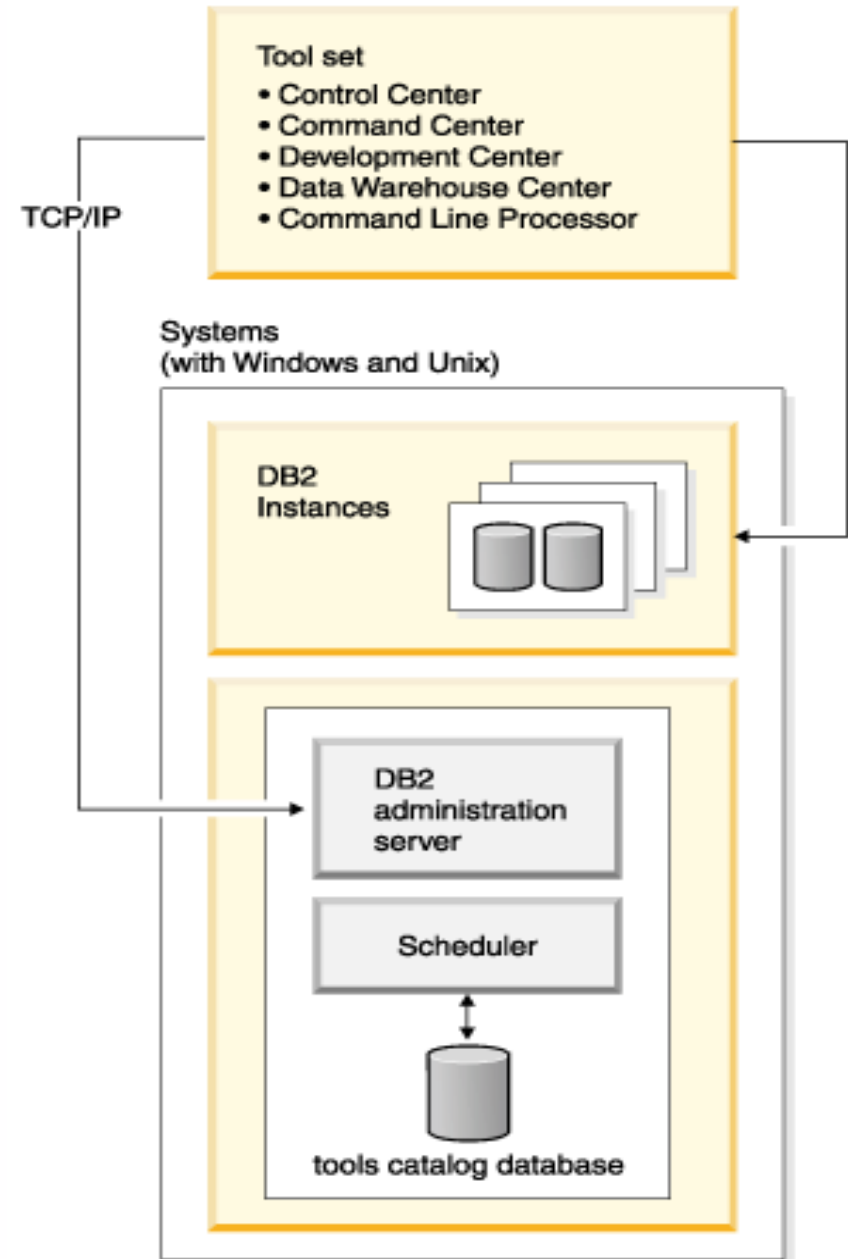 Tool set
• Control Center
• Command Center
• Development Center
• Data Warehouse Center
• Command Line Processor
TCP/IP
Systems
(with Windows and Unix)
DB2
Instances
DB2
administration
server
Scheduler
tools catalog database